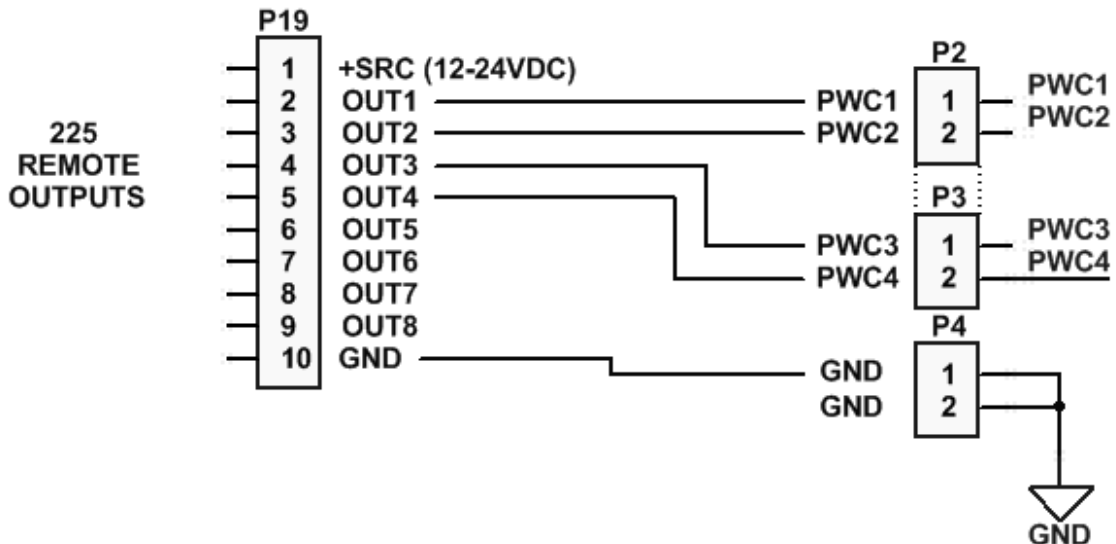 P19
225
REMOTE
OUTPUTS
1 +SRC (12-24VDC)
2 OUT1
3 OUT2
4 OUT3
5 OUT4
6 OUT5
7 OUT6
8 OUT7
9 OUT8
10 GND
P2
PWC1 1 PWC1
PWC2 2 PWC2
P3
PWC3 1 PWC3
PWC4 2 PWC4
P4
GND 1
GND 2
GND